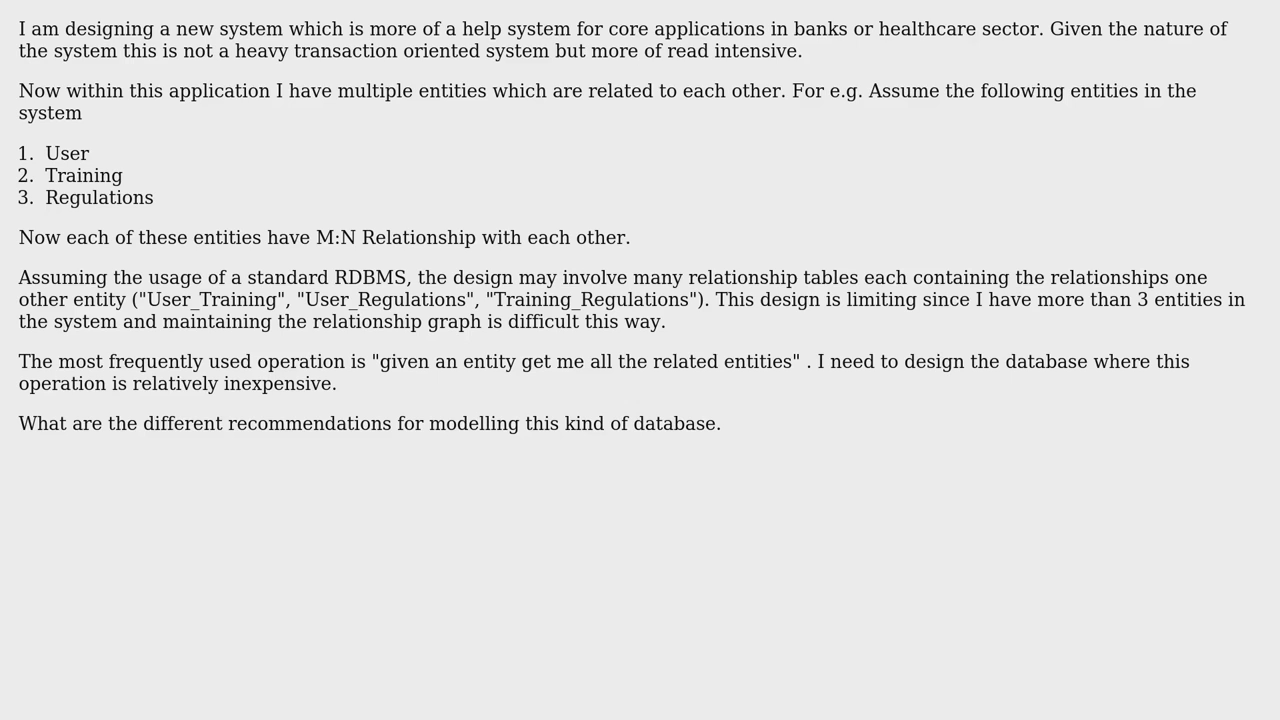 I am designing a new system which is more of a help system for core applications in banks or healthcare sector. Given the nature of
the system this is not a heavy transaction oriented system but more of read intensive.
Now within this application I have multiple entities which are related to each other. For e.g. Assume the following entities in the
system
1. User
2. Training
3. Regulations
Now each of these entities have M:N Relationship with each other.
Assuming the usage of a standard RDBMS, the design may involve many relationship tables each containing the relationships one
other entity ("User_Training", "User_Regulations", "Training_Regulations"). This design is limiting since I have more than 3 entities in
the system and maintaining the relationship graph is difficult this way.
The most frequently used operation is "given an entity get me all the related entities" . I need to design the database where this
operation is relatively inexpensive.
What are the different recommendations for modelling this kind of database.